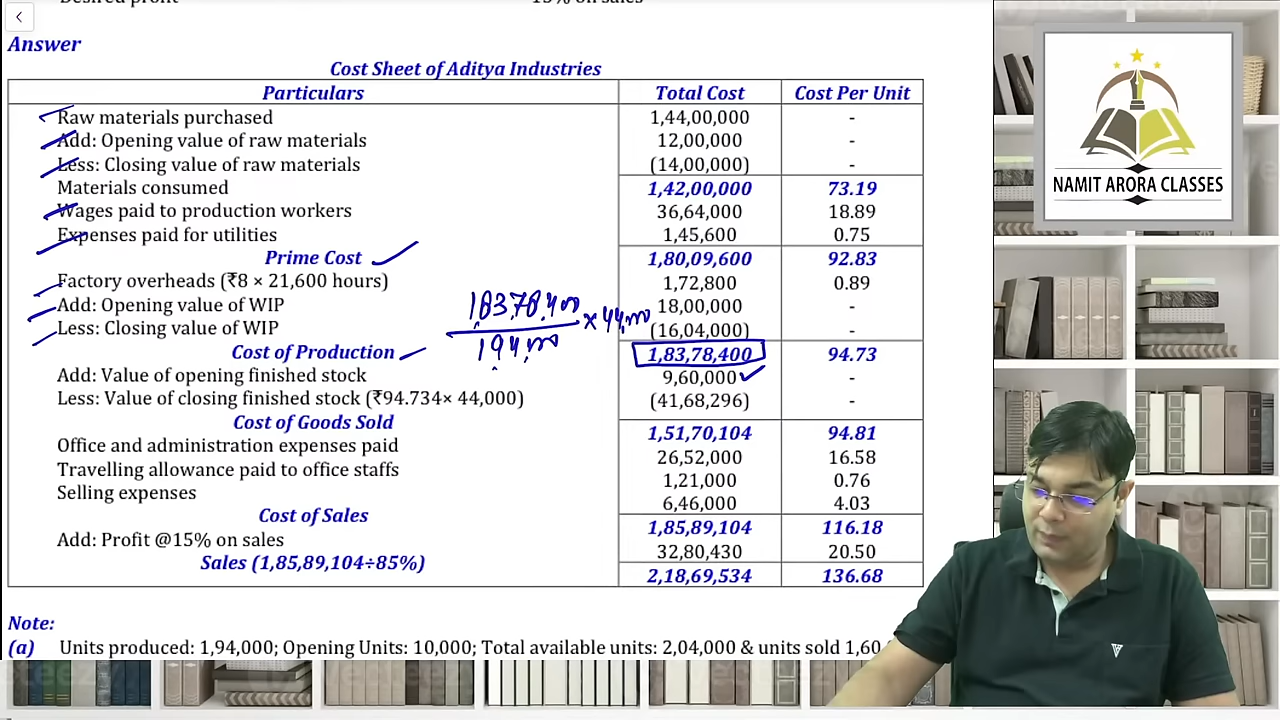 Answer
Cost Sheet of Aditya Industries
Particulars Total Cost Cost Per Unit
Raw materials purchased 1,44,00,000 -
Add: Opening value of raw materials 12,00,000 -
Less: Closing value of raw materials (14,00,000) -
Materials consumed 1,42,00,000 73.19
Wages paid to production workers 36,64,000 18.89
Expenses paid for utilities 1,45,600 0.75
Prime Cost 1,80,09,600 92.83
Factory overheads (₹8 × 21,600 hours) 1,72,800 0.89
Add: Opening value of WIP 18,00,000 -
Less: Closing value of WIP (16,04,000) -
18378400
194000
× 44,000
Cost of Production 1,83,78,400 94.73
Add: Value of opening finished stock 9,60,000 -
Less: Value of closing finished stock (₹94.734× 44,000) (41,68,296) -
Cost of Goods Sold 1,51,70,104 94.81
Office and administration expenses paid 26,52,000 16.58
Travelling allowance paid to office staffs 1,21,000 0.76
Selling expenses 6,46,000 4.03
Cost of Sales 1,85,89,104 116.18
Add: Profit @15% on sales 32,80,430 20.50
Sales (1,85,89,104÷85%) 2,18,69,534 136.68
Note:
(a) Units produced: 1,94,000; Opening Units: 10,000; Total available units: 2,04,000 & units sold 1,60
NAMIT ARORA CLASSES